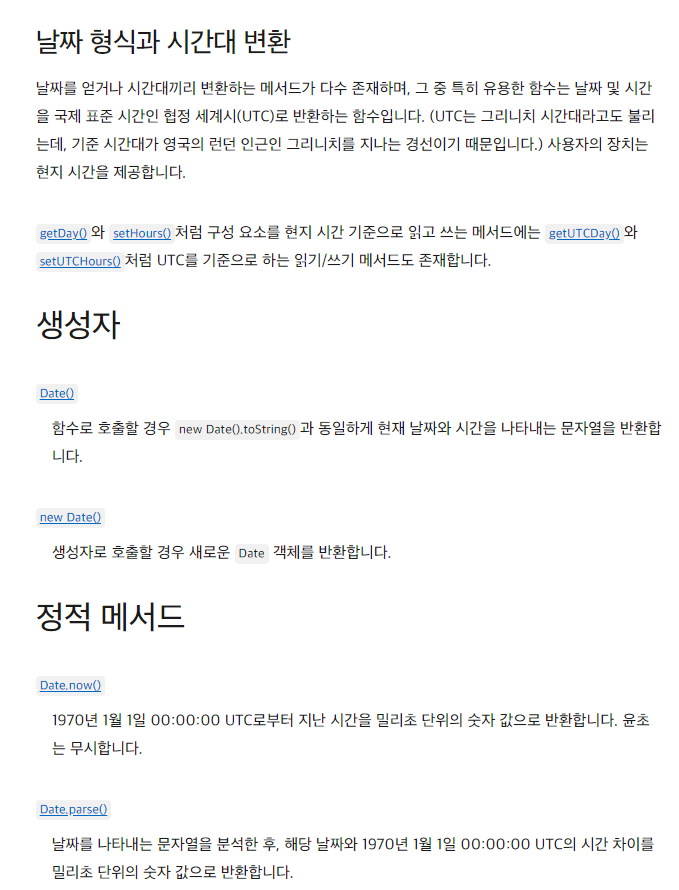 날짜 형식과 시간대 변환
날짜를 얻거나 시간대끼리 변환하는 메서드가 다수 존재하며, 그 중 특히 유용한 함수는 날짜 및 시간
을 국제 표준 시간인 협정 세계시(UTC)로 반환하는 함수입니다. (UTC는 그리니치 시간대라고도 불리
는데, 기준 시간대가 영국의 런던 인근인 그리니치를 지나는 경선이기 때문입니다.) 사용자의 장치는
현지 시간을 제공합니다.
getDay() 와 setHours() 처럼 구성 요소를 현지 시간 기준으로 읽고 쓰는 메서드에는 getUTCDay() 와
setUTCHours() 처럼 UTC를 기준으로 하는 읽기/쓰기 메서드도 존재합니다.
생성자
Date()
함수로 호출할 경우 new Date().toString() 과 동일하게 현재 날짜와 시간을 나타내는 문자열을 반환합
니다.
new Date()
생성자로 호출할 경우 새로운 Date 객체를 반환합니다.
정적 메서드
Date.now()
1970년 1월 1일 00:00:00 UTC로부터 지난 시간을 밀리초 단위의 숫자 값으로 반환합니다. 윤초
는 무시합니다.
Date.parse()
날짜를 나타내는 문자열을 분석한 후, 해당 날짜와 1970년 1월 1일 00:00:00 UTC의 시간 차이를
밀리초 단위의 숫자 값으로 반환합니다.